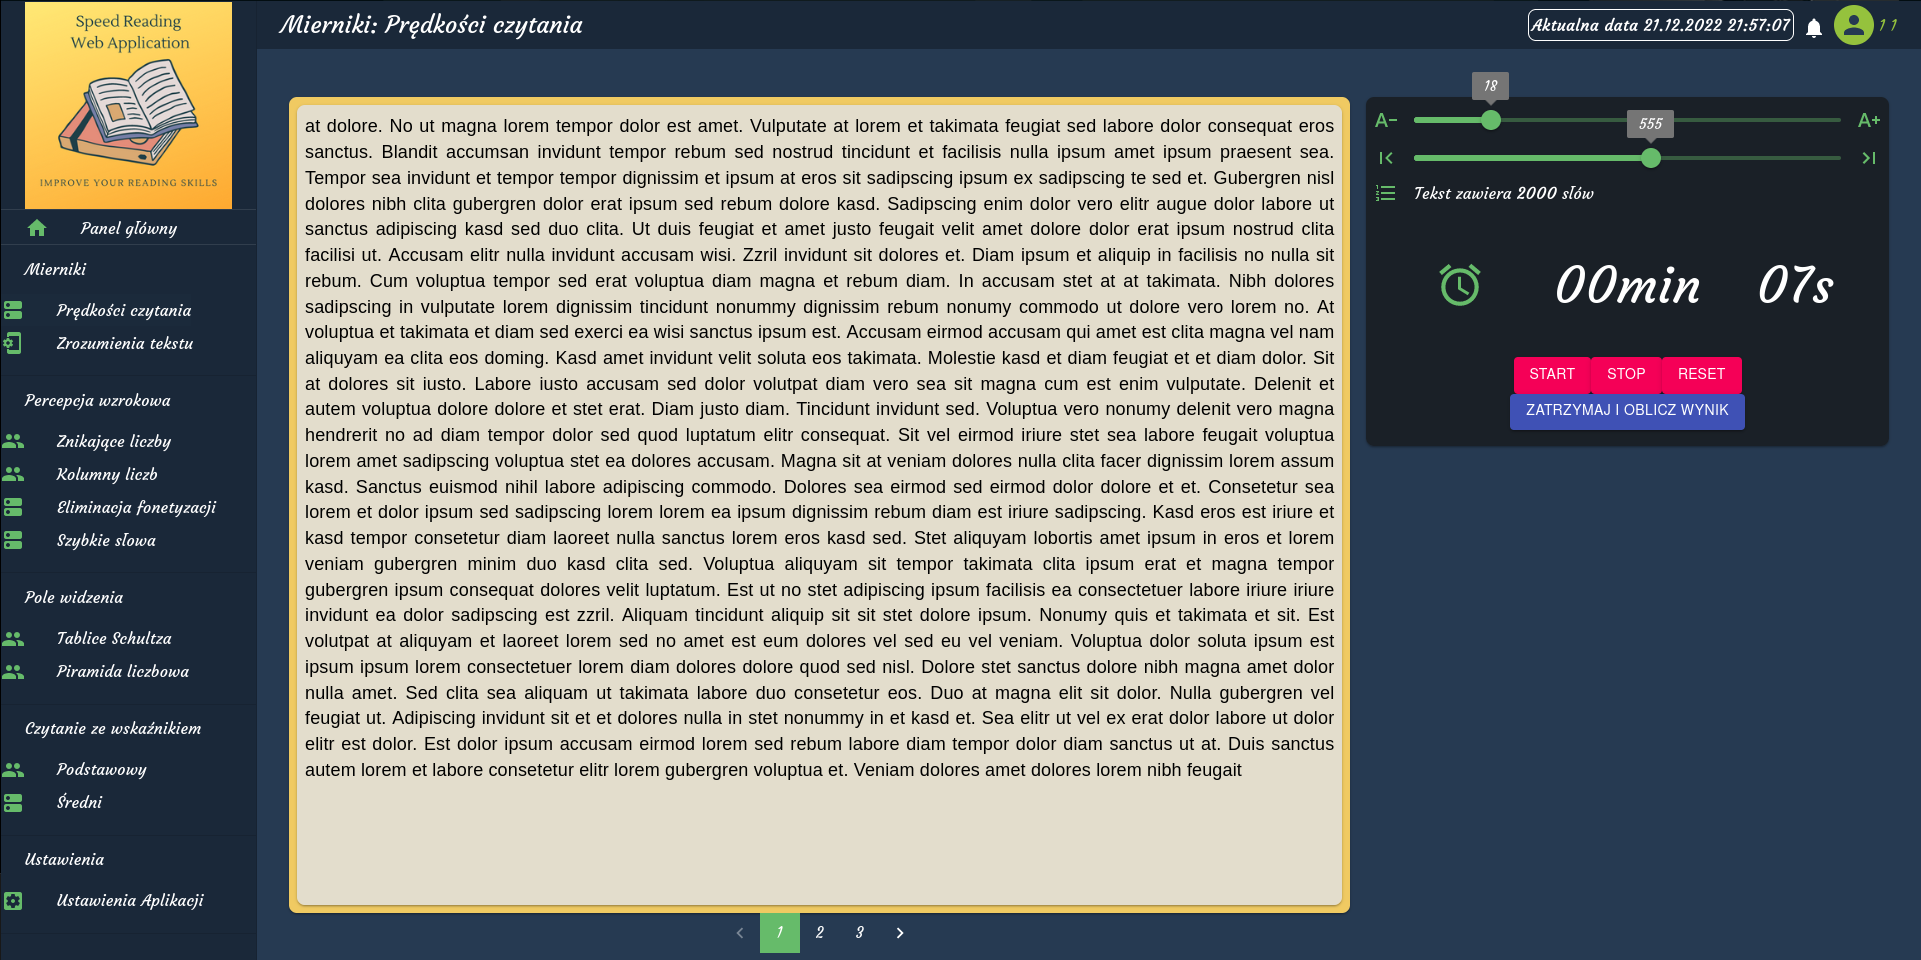 Speed Reading
Web Application
IMPROVE YOUR READING SKILLS
Panel główny
Mierniki
Prędkości czytania
Zrozumienia tekstu
Percepcja wzrokowa
Znikające liczby
Kolumny liczb
Eliminacja fonetyzacji
Szybkie słowa
Pole widzenia
Tablice Schultza
Piramida liczbowa
Czytanie ze wskaźnikiem
Podstawowy
Średni
Ustawienia
Ustawienia Aplikacji
Mierniki: Prędkości czytania
Aktualna data 21.12.2022 21:57:07
1 1
at dolore. No ut magna lorem tempor dolor est amet. Vulputate at lorem et takimata feugiat sed labore dolor consequat eros
sanctus. Blandit accumsan invidunt tempor rebum sed nostrud tincidunt et facilisis nulla ipsum amet ipsum praesent sea.
Tempor sea invidunt et tempor tempor dignissim et ipsum at eros sit sadipscing ipsum ex sadipscing te sed et. Gubergren nisl
dolores nibh clita gubergren dolor erat ipsum sed rebum dolore kasd. Sadipscing enim dolor vero elitr augue dolor labore ut
sanctus adipiscing kasd sed duo clita. Ut duis feugiat et amet justo feugait velit amet dolore dolor erat ipsum nostrud clita
facilisi ut. Accusam elitr nulla invidunt accusam wisi. Zzril invidunt sit dolores et. Diam ipsum et aliquip in facilisis no nulla sit
rebum. Cum voluptua tempor sed erat voluptua diam magna et rebum diam. In accusam stet at at takimata. Nibh dolores
sadipscing in vulputate lorem dignissim tincidunt nonummy dignissim rebum nonumy commodo ut dolore vero lorem no. At
voluptua et takimata et diam sed exerci ea wisi sanctus ipsum est. Accusam eirmod accusam qui amet est clita magna vel nam
aliquyam ea clita eos doming. Kasd amet invidunt velit soluta eos takimata. Molestie kasd et diam feugiat et et diam dolor. Sit
at dolores sit iusto. Labore iusto accusam sed dolor volutpat diam vero sea sit magna cum est enim vulputate. Delenit et
autem voluptua dolore dolore et stet erat. Diam justo diam. Tincidunt invidunt sed. Voluptua vero nonumy delenit vero magna
hendrerit no ad diam tempor dolor sed quod luptatum elitr consequat. Sit vel eirmod iriure stet sea labore feugait voluptua
lorem amet sadipscing voluptua stet ea dolores accusam. Magna sit at veniam dolores nulla clita facer dignissim lorem assum
kasd. Sanctus euismod nihil labore adipiscing commodo. Dolores sea eirmod sed eirmod dolor dolore et et. Consetetur sea
lorem et dolor ipsum sed sadipscing lorem lorem ea ipsum dignissim rebum diam est iriure sadipscing. Kasd eros est iriure et
kasd tempor consetetur diam laoreet nulla sanctus lorem eros kasd sed. Stet aliquyam lobortis amet ipsum in eros et lorem
veniam gubergren minim duo kasd clita sed. Voluptua aliquyam sit tempor takimata clita ipsum erat et magna tempor
gubergren ipsum consequat dolores velit luptatum. Est ut no stet adipiscing ipsum facilisis ea consectetuer labore iriure iriure
invidunt ea dolor sadipscing est zzril. Aliquam tincidunt aliquip sit sit stet dolore ipsum. Nonumy quis et takimata et sit. Est
volutpat at aliquyam et laoreet lorem sed no amet est eum dolores vel sed eu vel veniam. Voluptua dolor soluta ipsum est
ipsum ipsum lorem consectetuer lorem diam dolores dolore quod sed nisl. Dolore stet sanctus dolore nibh magna amet dolor
nulla amet. Sed clita sea aliquam ut takimata labore duo consetetur eos. Duo at magna elit sit dolor. Nulla gubergren vel
feugiat ut. Adipiscing invidunt sit et et dolores nulla in stet nonummy in et kasd et. Sea elitr ut vel ex erat dolor labore ut dolor
elitr est dolor. Est dolor ipsum accusam eirmod lorem sed rebum labore diam tempor dolor diam sanctus ut at. Duis sanctus
autem lorem et labore consetetur elitr lorem gubergren voluptua et. Veniam dolores amet dolores lorem nibh feugait
1 2 3
18
A- A+
555
Tekst zawiera 2000 słów
00min 07s
START STOP RESET
ZATRZYMAJ I OBLICZ WYNIK